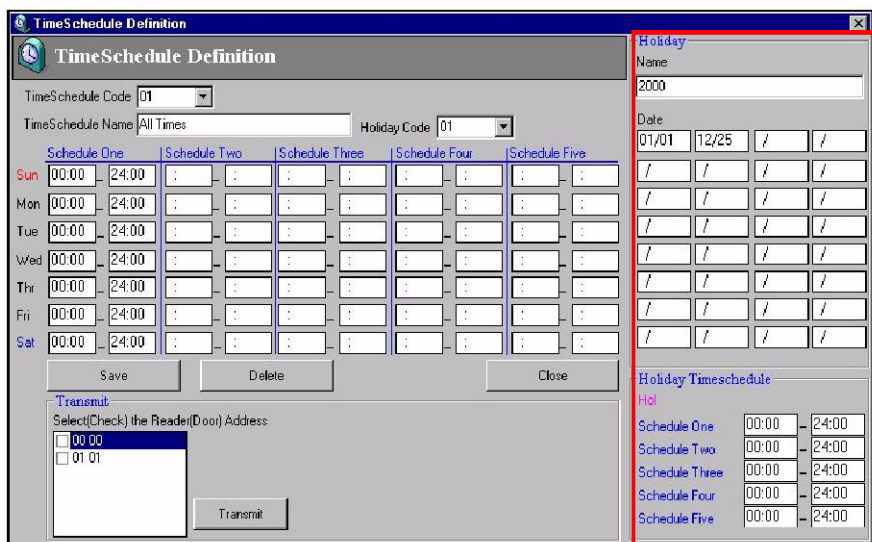 TimeSchedule Definition
TimeSchedule Definition
TimeSchedule Code 01
TimeSchedule Name All Times Holiday Code 01
Schedule One Schedule Two Schedule Three Schedule Four Schedule Five
Sun 00:00 - 24:00 : - : : - : : - : : - :
Mon 00:00 - 24:00 : - : : - : : - : : - :
Tue 00:00 - 24:00 : - : : - : : - : : - :
Wed 00:00 - 24:00 : - : : - : : - : : - :
Thr 00:00 - 24:00 : - : : - : : - : : - :
Fri 00:00 - 24:00 : - : : - : : - : : - :
Sat 00:00 - 24:00 : - : : - : : - : : - :
Save Delete Close
Transmit
Select(Check) the Reader(Door) Address
00 00
01 01
Transmit
Holiday
Name
2000
Date
01/01 12/25 / /
/ / / /
/ / / /
/ / / /
/ / / /
/ / / /
/ / / /
/ / / /
Holiday Timeschedule
Hol
Schedule One 00:00 - 24:00
Schedule Two 00:00 - 24:00
Schedule Three 00:00 - 24:00
Schedule Four 00:00 - 24:00
Schedule Five 00:00 - 24:00